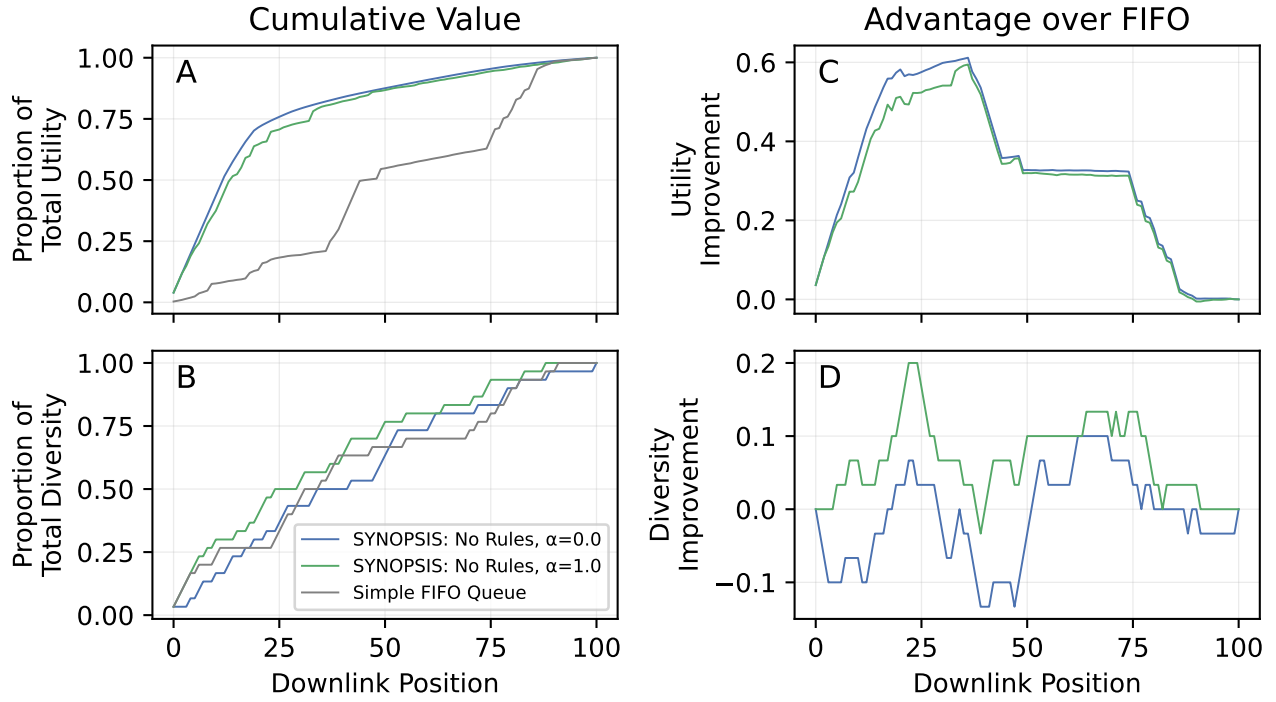 Cumulative Value
Advantage over FIFO
A
Proportion of
Total Utility
1.00
0.75
0.50
0.25
0.00
C
Utility
Improvement
0.6
0.4
0.2
0.0
B
Proportion of
Total Diversity
1.00
0.75
0.50
0.25
0.00
SYNOPSIS: No Rules, α=0.0
SYNOPSIS: No Rules, α=1.0
Simple FIFO Queue
0 25 50 75 100
Downlink Position
D
Diversity
Improvement
0.2
0.1
0.0
−0.1
0 25 50 75 100
Downlink Position